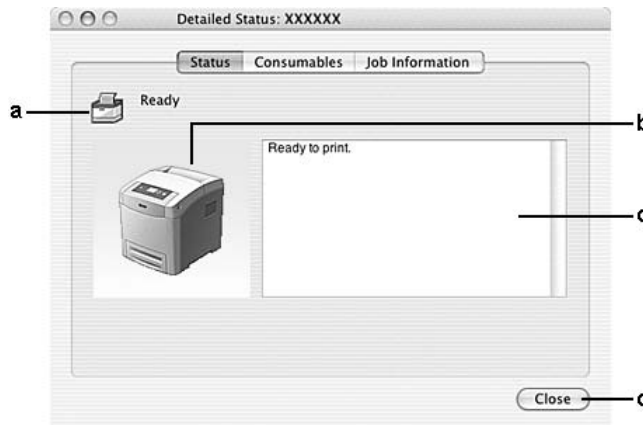 Detailed Status: XXXXXX
Status Consumables Job Information
a
Ready
b
Ready to print.
Close